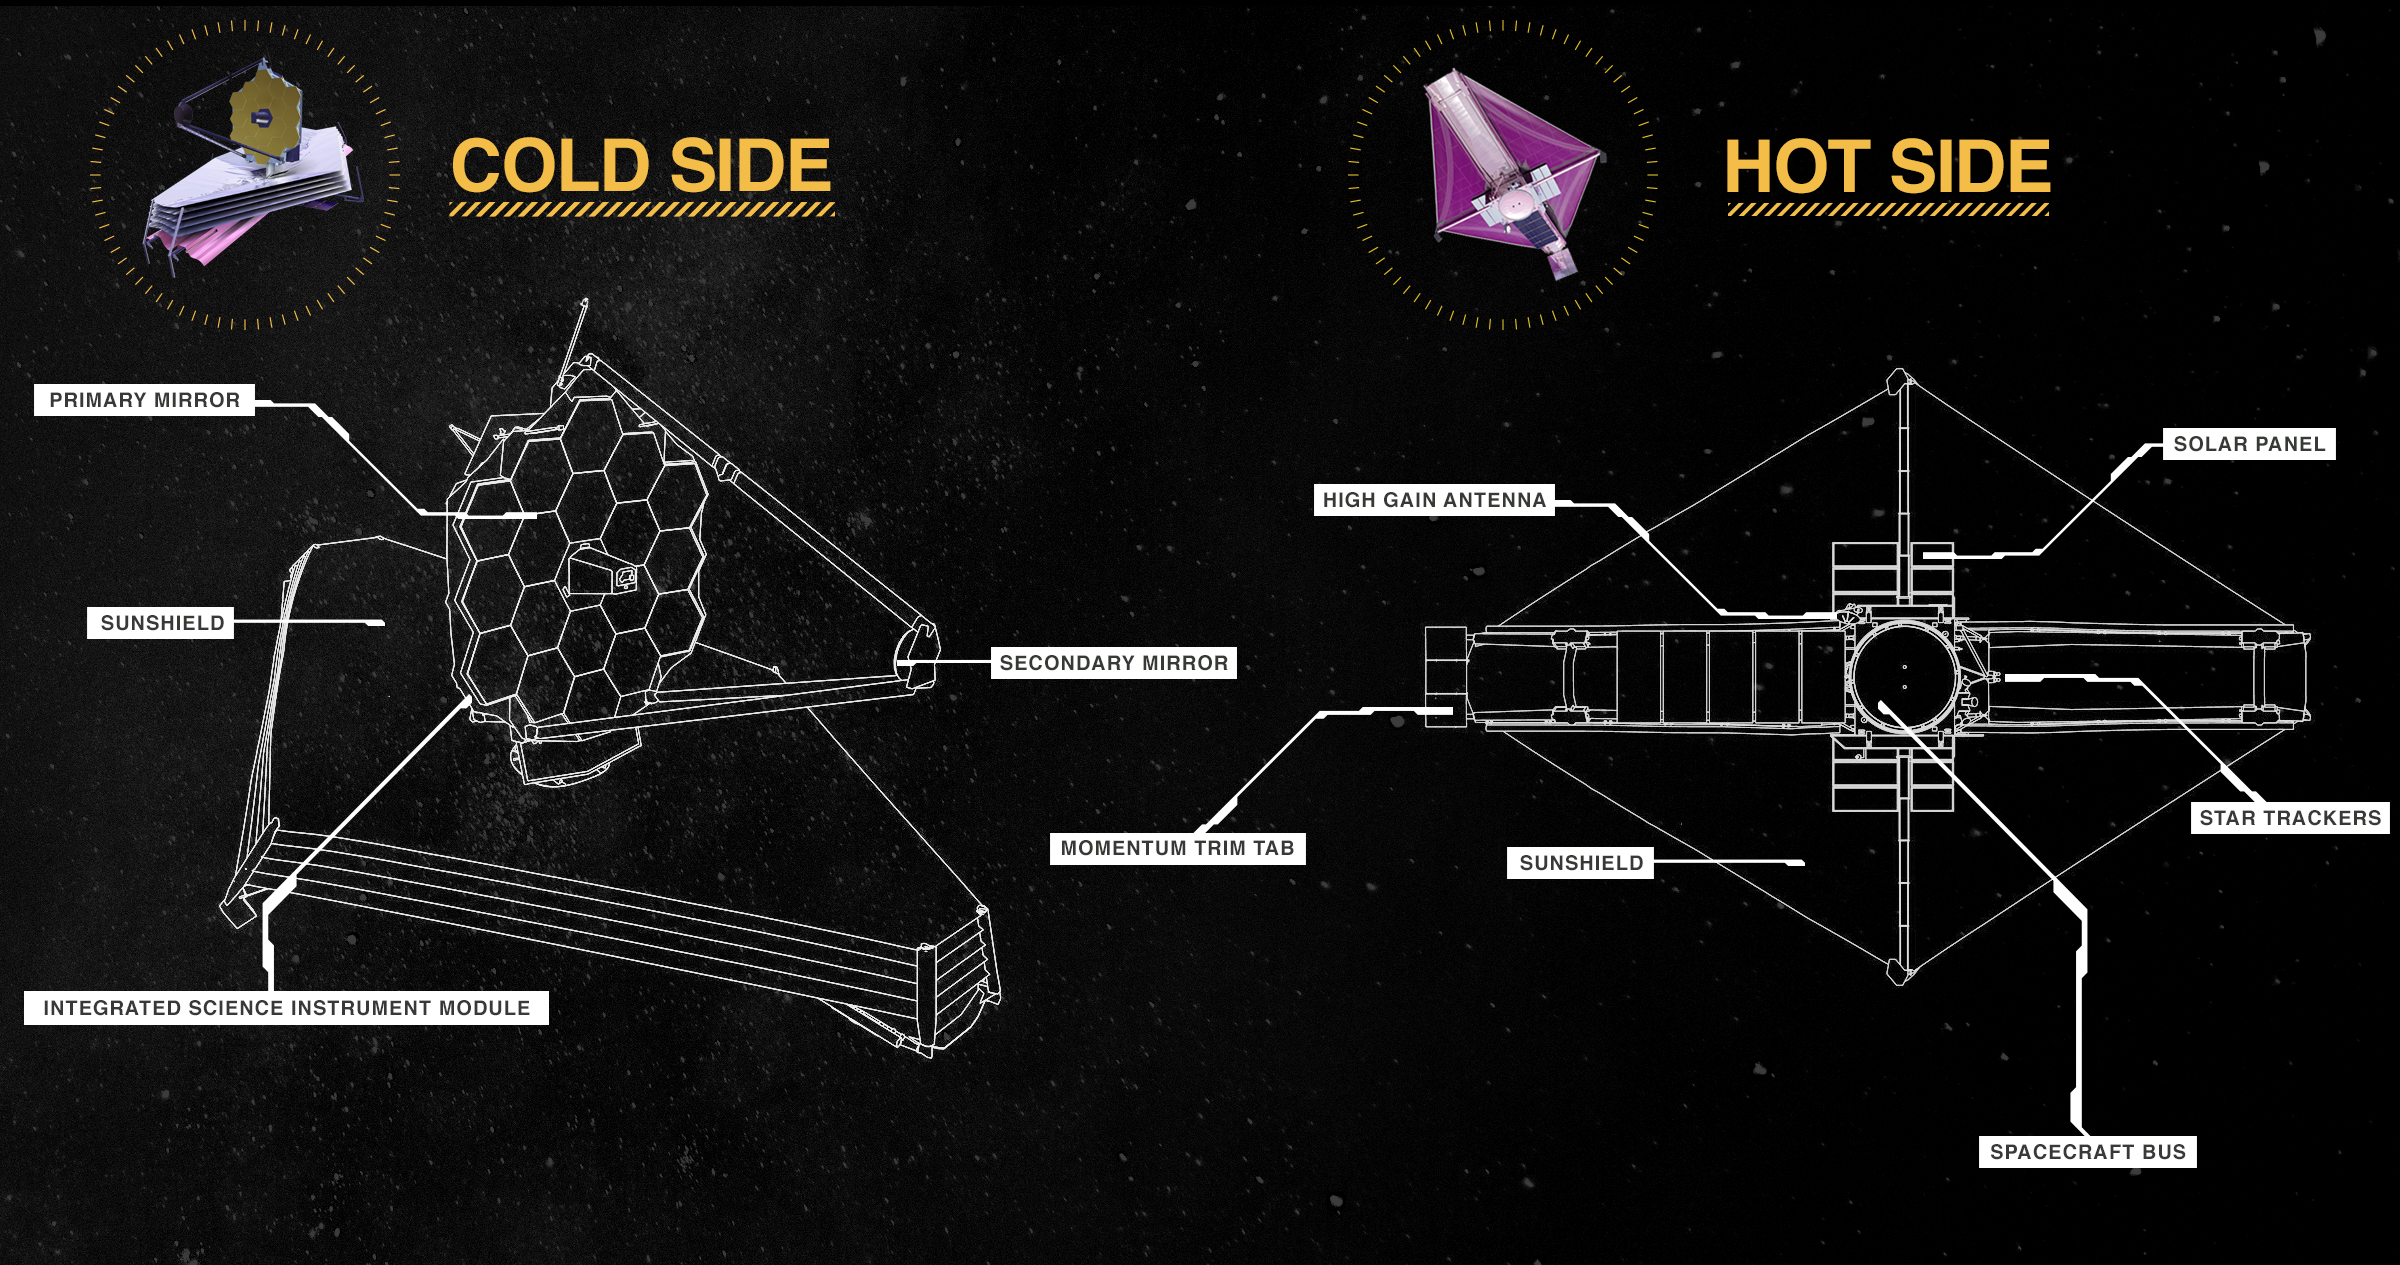 COLD SIDE
PRIMARY MIRROR
SUNSHIELD
SECONDARY MIRROR
INTEGRATED SCIENCE INSTRUMENT MODULE
HOT SIDE
SOLAR PANEL
HIGH GAIN ANTENNA
STAR TRACKERS
MOMENTUM TRIM TAB
SUNSHIELD
SPACECRAFT BUS